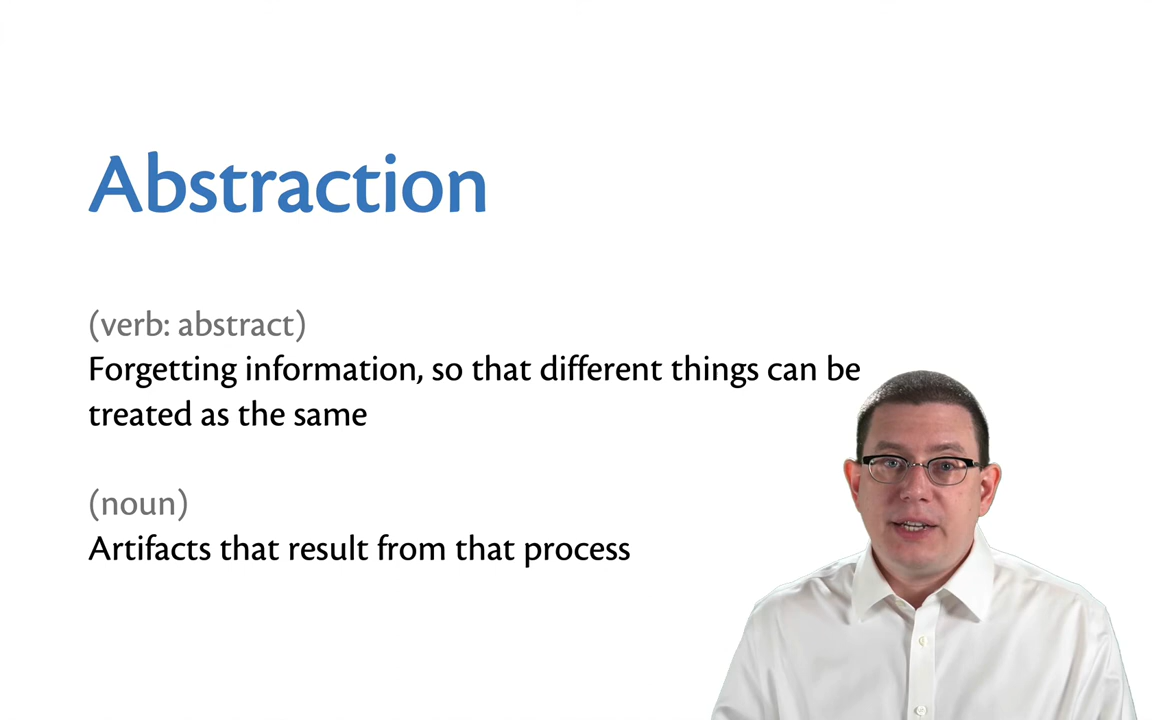 Abstraction
(verb: abstract)
Forgetting information, so that different things can be
treated as the same
(noun)
Artifacts that result from that process